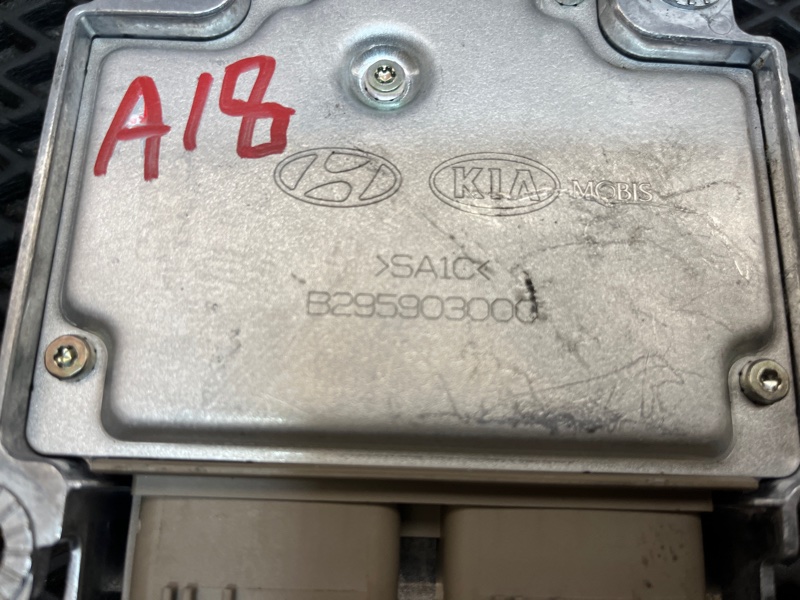 A18
KIA MOBIS
>SA1C<
B295903000